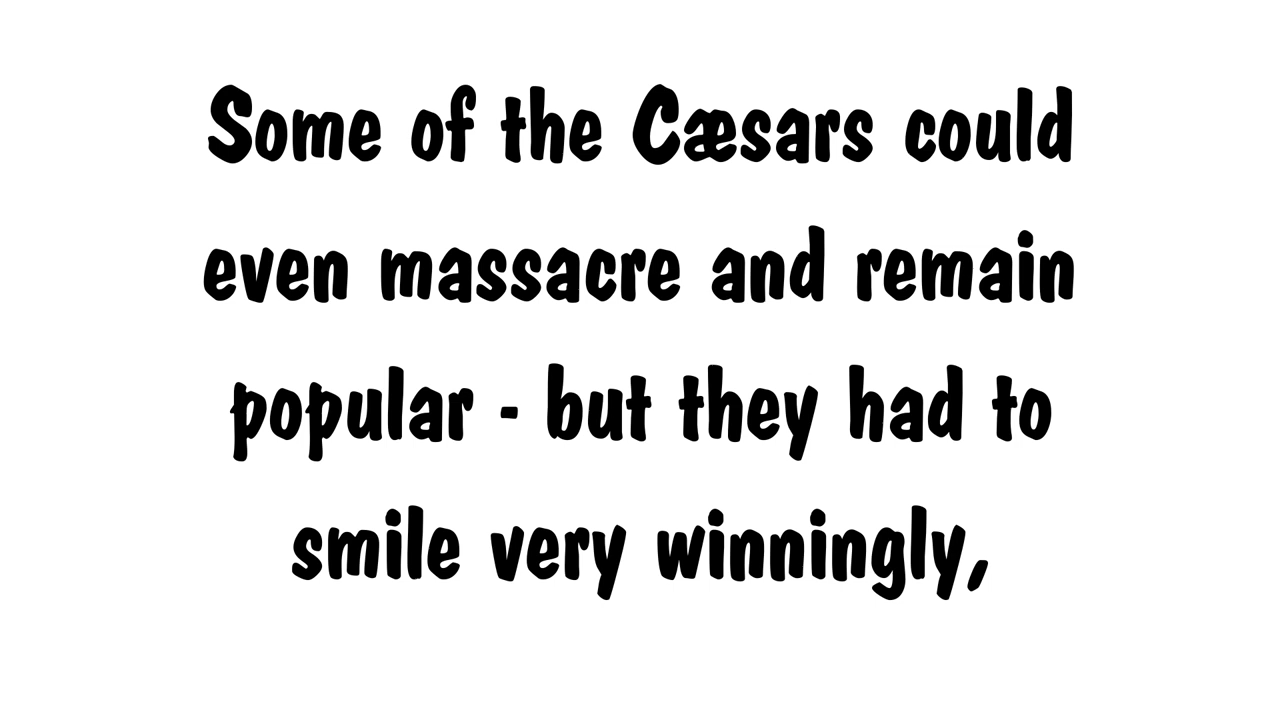 Some of the Cæsars could
even massacre and remain
popular - but they had to
smile very winningly,